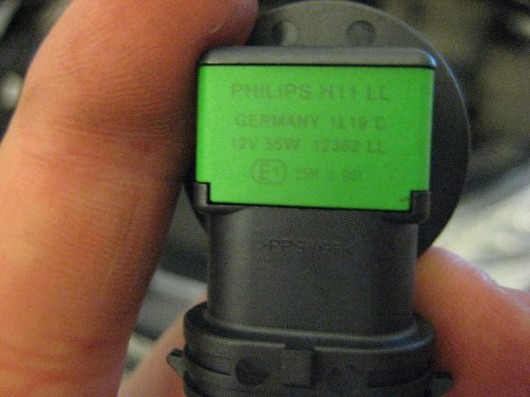 PHILIPS H11 LL
GERMANY 1L19 C
12V 55W 12362 LL
E1
>PPS-GF<